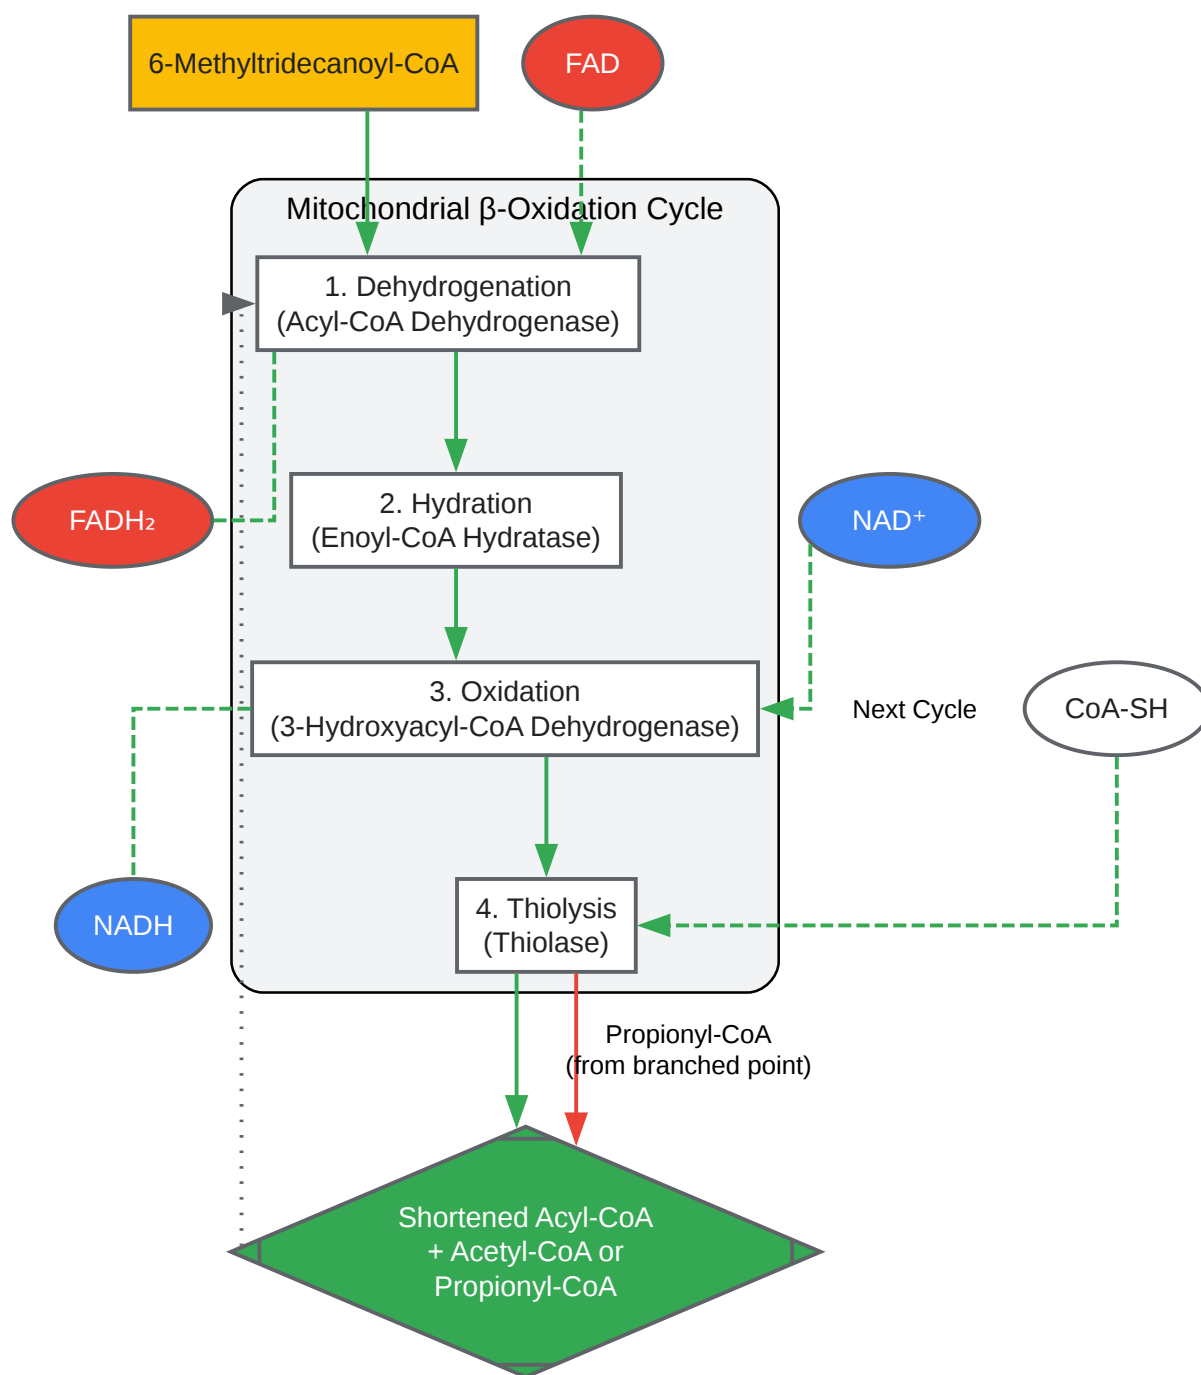 6-Methyltridecanoyl-CoA
FAD
Mitochondrial β-Oxidation Cycle
1. Dehydrogenation
(Acyl-CoA Dehydrogenase)
FADH₂
2. Hydration
(Enoyl-CoA Hydratase)
NAD⁺
3. Oxidation
(3-Hydroxyacyl-CoA Dehydrogenase)
Next Cycle
CoA-SH
NADH
4. Thiolysis
(Thiolase)
Propionyl-CoA
(from branched point)
Shortened Acyl-CoA
+ Acetyl-CoA or
Propionyl-CoA